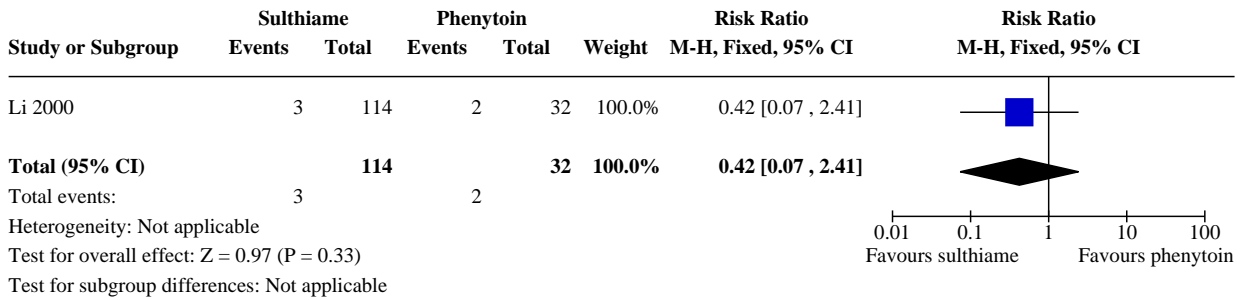 Sulthiame Phenytoin Risk Ratio Risk Ratio
Study or Subgroup Events Total Events Total Weight M-H, Fixed, 95% CI M-H, Fixed, 95% CI
Li 2000 3 114 2 32 100.0% 0.42 [0.07 , 2.41]
Total (95% CI) 114 32 100.0% 0.42 [0.07 , 2.41]
Total events: 3 2
Heterogeneity: Not applicable
0.01 0.1 1 10 100
Test for overall effect: Z = 0.97 (P = 0.33)
Favours sulthiame Favours phenytoin
Test for subgroup differences: Not applicable